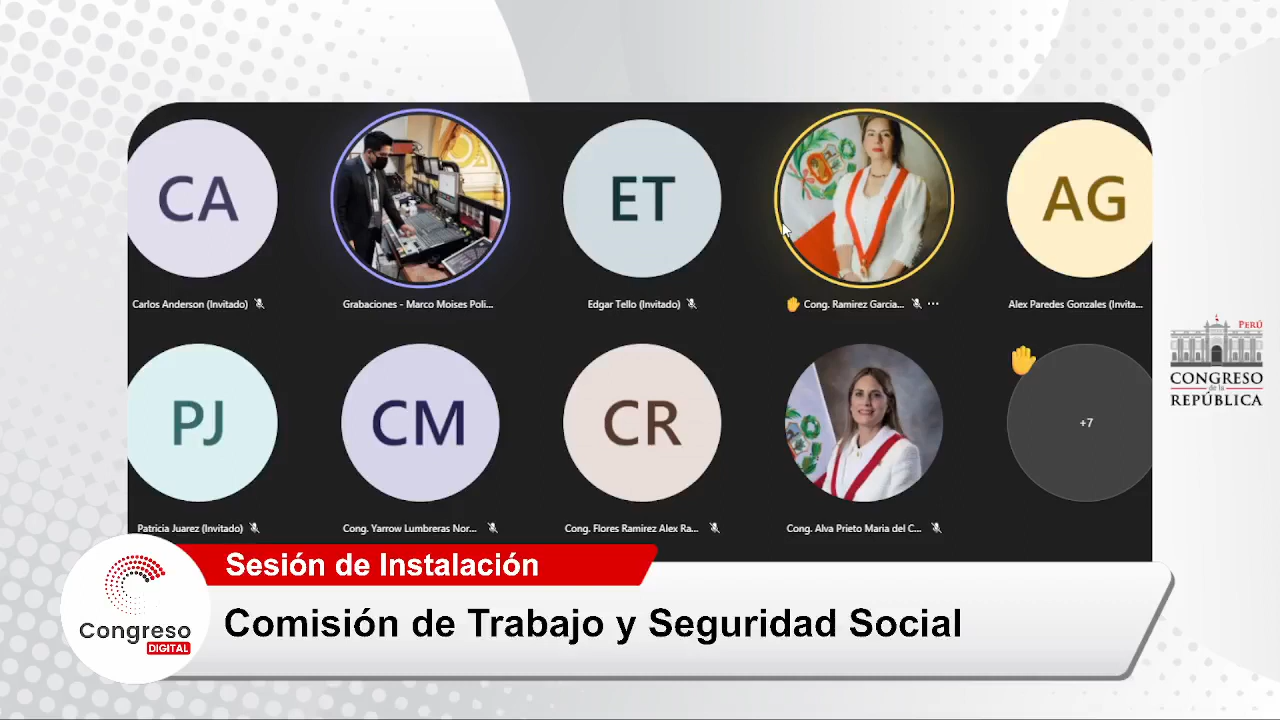 CA
ET
AG
Carlos Anderson (Invitado)
Grabaciones - Marco Moises Poli...
Edgar Tello (Invitado)
Cong. Ramirez Garcia...
Alex Paredes Gonzales (Invita...
PJ
CM
CR
+7
Patricia Juarez (Invitado)
Cong. Yarrow Lumbreras Nor...
Cong. Flores Ramirez Alex Ra...
Cong. Alva Prieto Maria del C...
PERÚ
CONGRESO
de la
REPÚBLICA
Sesión de Instalación
Comisión de Trabajo y Seguridad Social
Congreso
DIGITAL